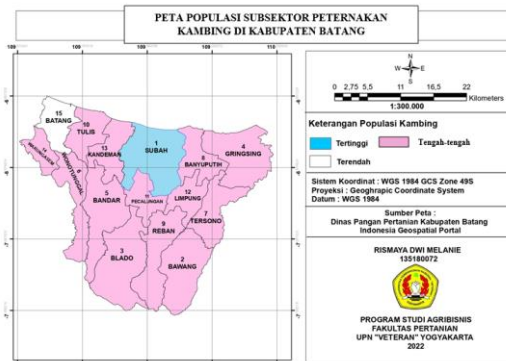 PETA POPULASI SUBSEKTOR PETERNAKAN
KAMBING DI KABUPATEN BATANG
N
W
E
S
0 2,75 5,5 11 16,5 22
Kilometers
1:300.000
Keterangan Populasi Kambing
Tertinggi
Tengah-tengah
Terendah
Sistem Koordinat : WGS 1984 GCS Zone 49S
Proyeksi : Geoghrapic Coordinate System
Datum : WGS 1984
Sumber Peta :
Dinas Pangan Pertanian Kabupaten Batang
Indonesia Geospatial Portal
RISMAYA DWI MELANIE
135180072
PROGRAM STUDI AGRIBISNIS
FAKULTAS PERTANIAN
UPN "VETERAN" YOGYAKARTA
2022
15
BATANG
10
TULIS
13
KANDEMAN
1
SUBAH
4
GRINGSING
8
BANYUPUTIH
14
WARUNGASEM
6
WONOTUNGGAL
5
BANDAR
11
PECALUNGAN
12
LIMPUNG
7
TERSONO
9
REBAN
3
BLADO
2
BAWANG